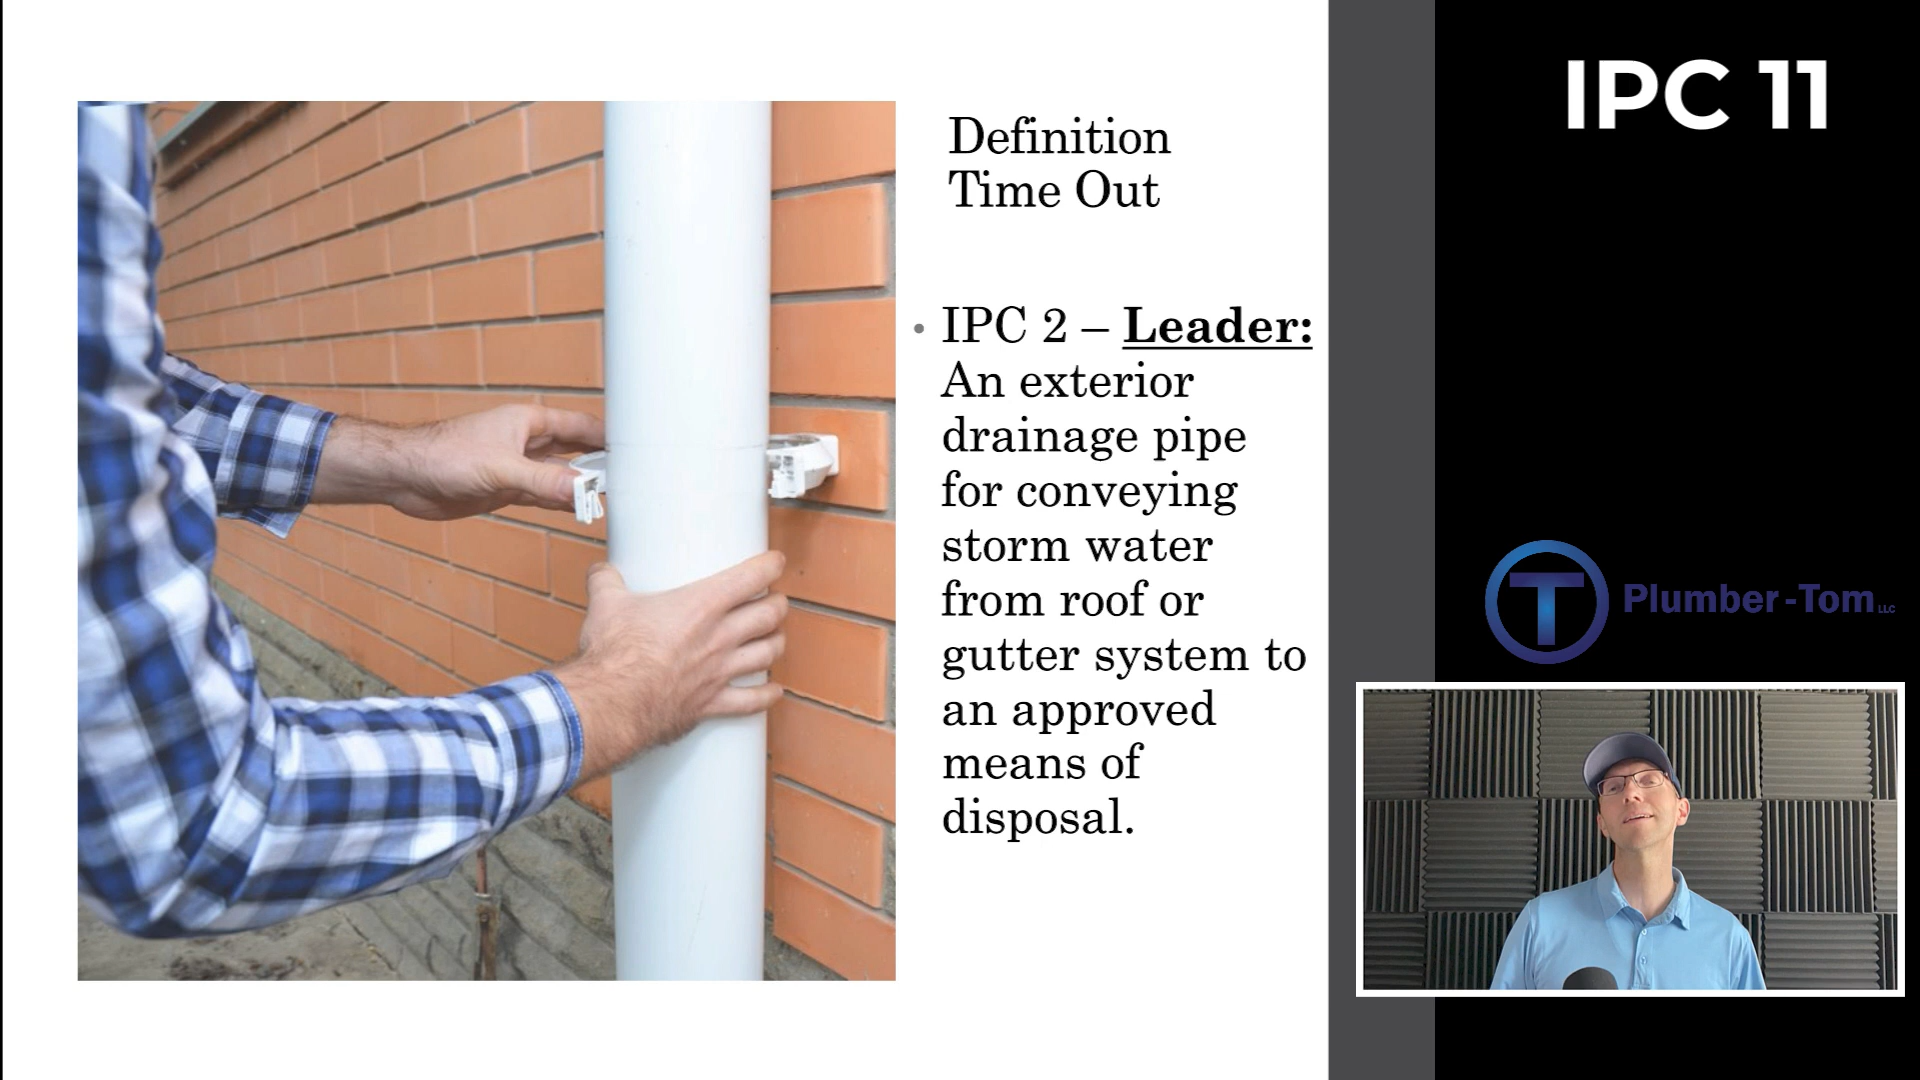 Definition
Time Out
• IPC 2 – Leader:
An exterior
drainage pipe
for conveying
storm water
from roof or
gutter system to
an approved
means of
disposal.
IPC 11
T Plumber-Tom LLC